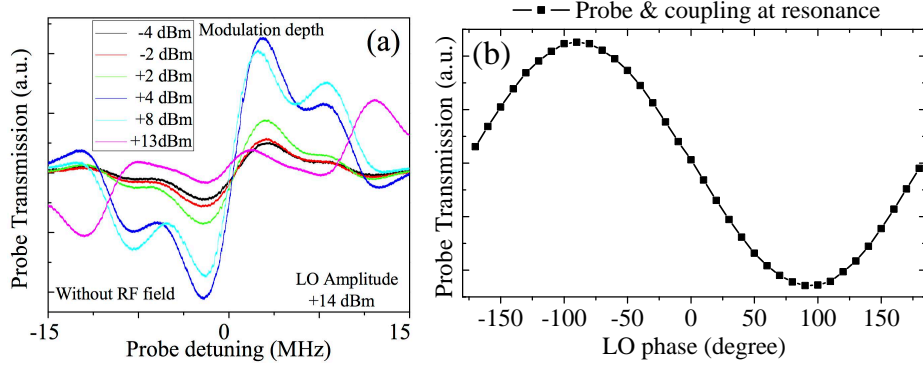 Probe & coupling at resonance
-4 dBm
-2 dBm
+2 dBm
+4 dBm
+8 dBm
+13dBm
Modulation depth
(a)
Without RF field
LO Amplitude
+14 dBm
Probe Transmission (a.u.)
-15
0
15
Probe detuning (MHz)
(b)
Probe Transmission (a.u.)
-150
-100
-50
0
50
100
150
LO phase (degree)